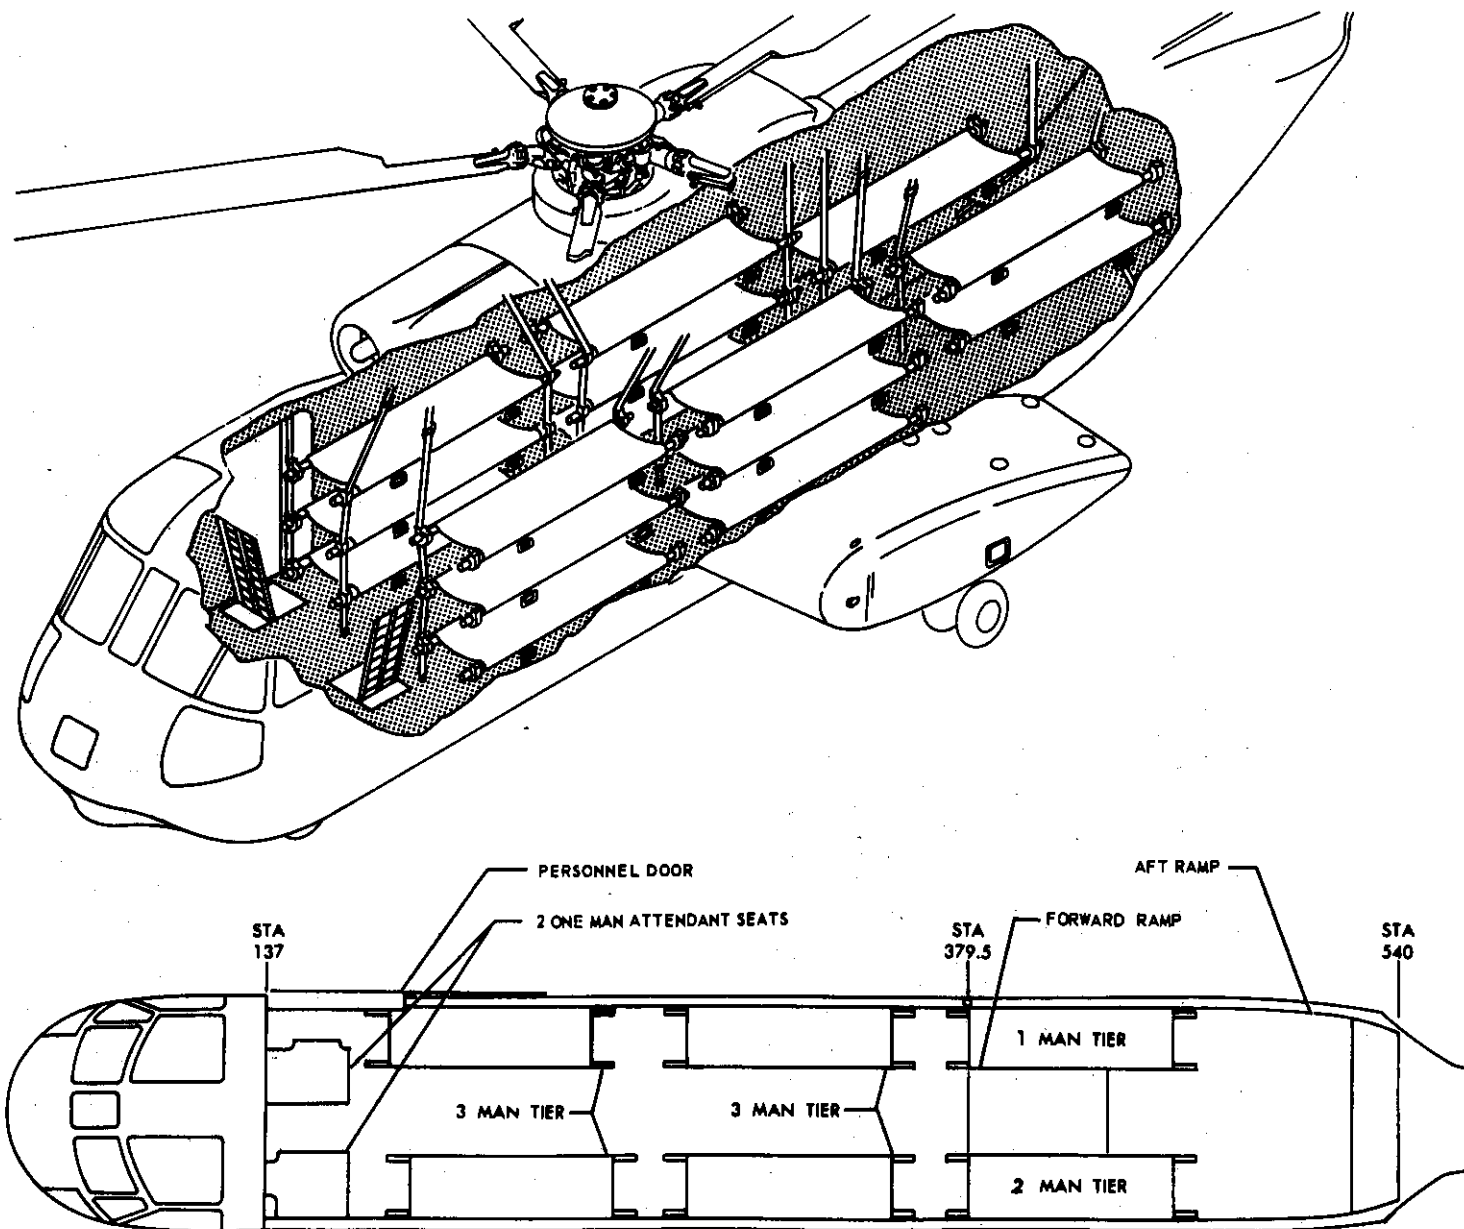 PERSONNEL DOOR
AFT RAMP
2 ONE MAN ATTENDANT SEATS
FORWARD RAMP
STA
137
STA
379.5
STA
540
1 MAN TIER
3 MAN TIER
3 MAN TIER
2 MAN TIER